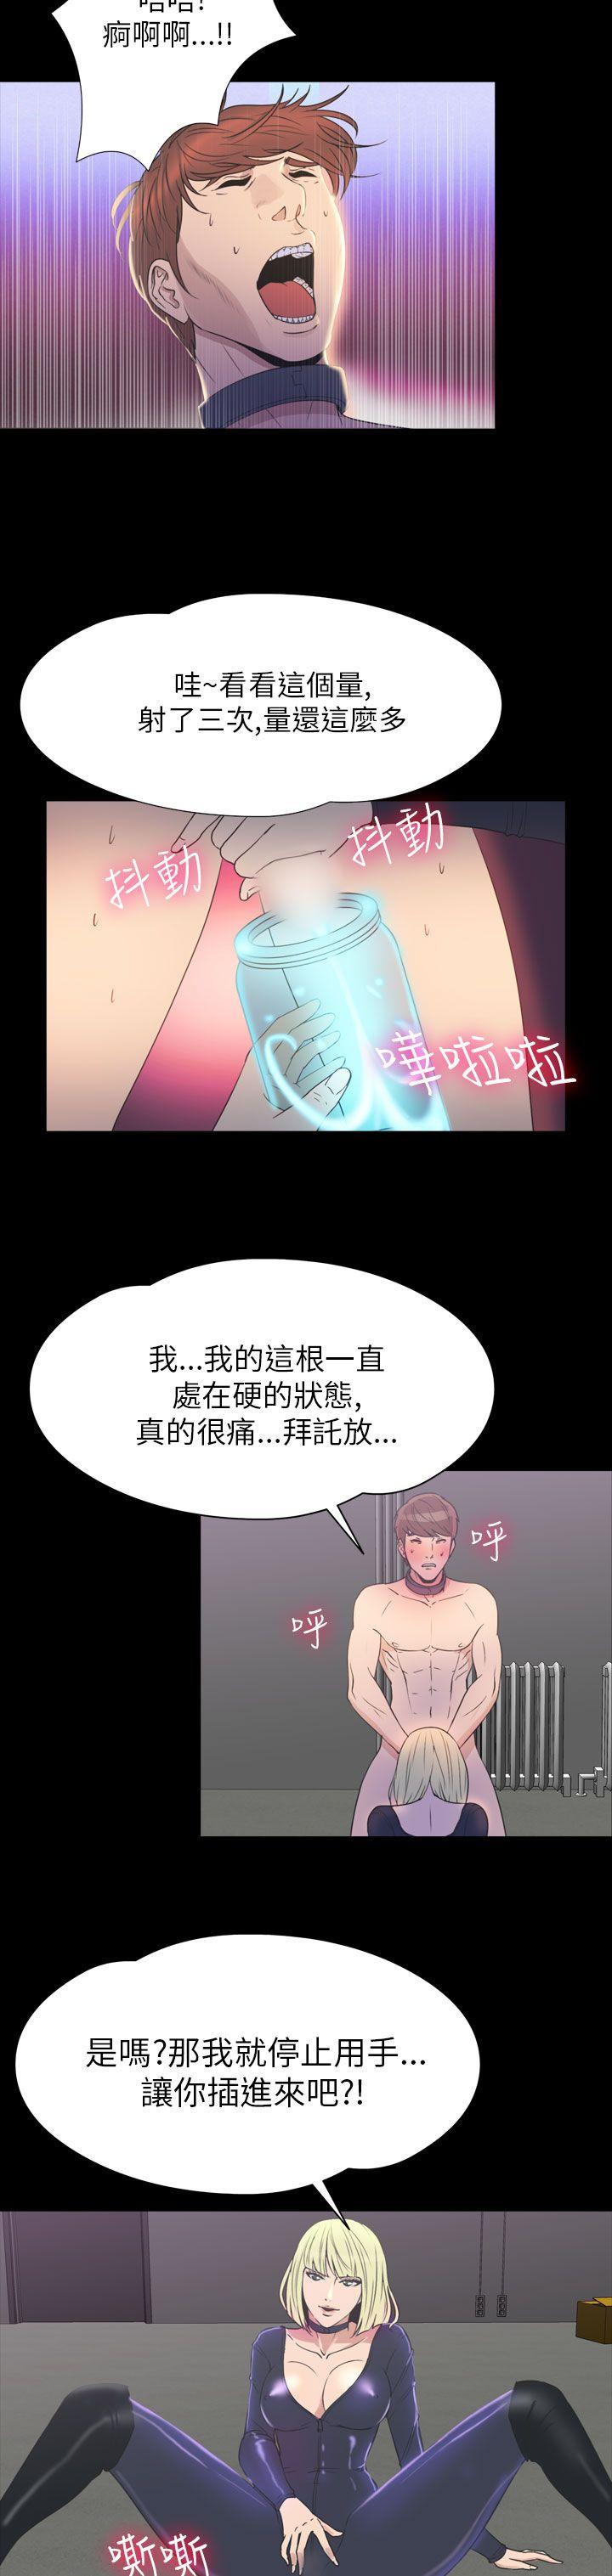 哈哈!
痾啊啊...!!
哇~看看這個量,
射了三次,量還這麼多
抖動
抖動
嘩啦啦
我...我的這根一直
處在硬的狀態,
真的很痛...拜託放...
呼
呼
是嗎?那我就停止用手...
讓你插進來吧?!
嘶嘶